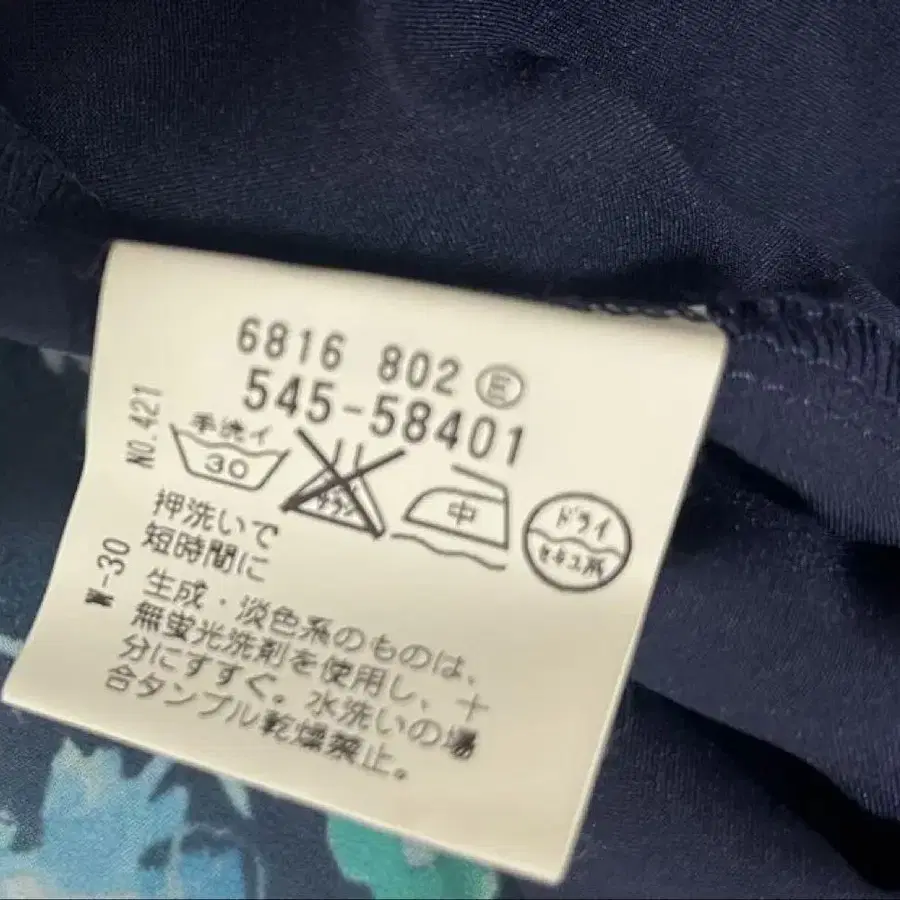 6816 802 E
545-58401
NO.421
手洗イ
30
中
ドライ
セキユ系
押洗いで
短時間に
W-30
生成・淡色系のものは、
無蛍光洗剤を使用し、十
分にすすぐ。水洗いの場
合タンブル乾燥禁止。